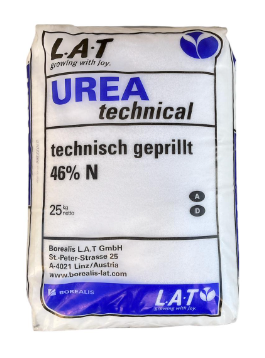 L·A·T
growing with joy.
UREA
technical
technisch geprillt
46% N
25 kg
netto
A
D
Borealis L.A.T GmbH
St.-Peter-Strasse 25
A-4021 Linz/Austria
www.borealis-lat.com
BOREALIS
L·A·T
growing with joy.